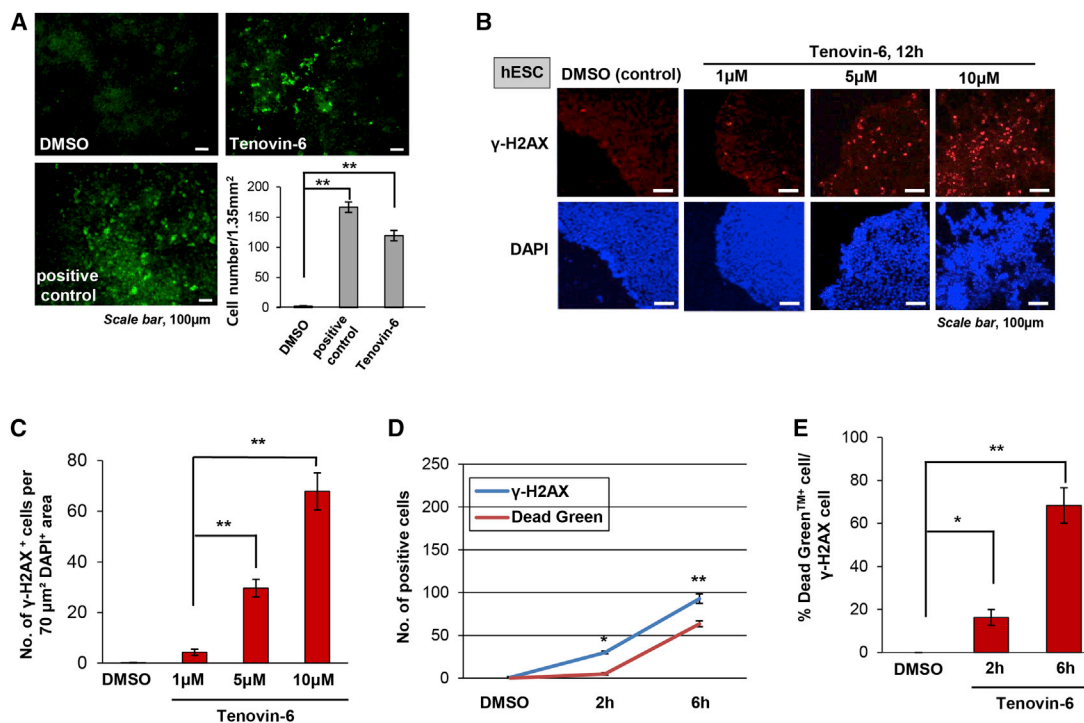 A
DMSO
Tenovin-6
positive
control
Scale bar, 100µm
Cell number/1.35mm²
200
150
100
50
0
**
**
DMSO
positive
control
Tenovin-6
B
hESC
DMSO (control)
Tenovin-6, 12h
1µM
5µM
10µM
γ-H2AX
DAPI
Scale bar, 100µm
C
No. of γ-H2AX⁺ cells per
70 µm² DAPI⁺ area
80
60
40
20
0
**
**
DMSO
1µM
5µM
10µM
Tenovin-6
D
No. of positive cells
250
200
150
100
50
0
γ-H2AX
Dead Green
*
**
DMSO
2h
6h
E
% Dead Green™⁺ cell/
γ-H2AX cell
100
80
60
40
20
0
**
*
DMSO
2h
6h
Tenovin-6